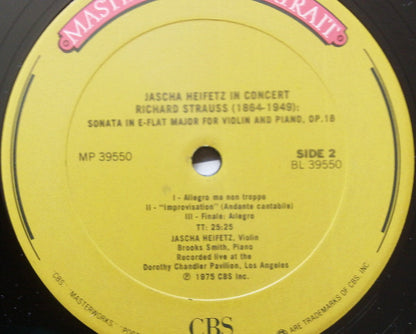 JASCHA HEIFETZ IN CONCERT
RICHARD STRAUSS (1864-1949):
SONATA IN E-FLAT MAJOR FOR VIOLIN AND PIANO, OP. 18
MP 39550
SIDE 2
BL 39550
I - Allegro ma non troppo
II - "Improvisation" (Andante cantabile)
III - Finale: Allegro
TT: 25:25
JASCHA HEIFETZ, Violin
Brooks Smith, Piano
Recorded live at the
Dorothy Chandler Pavilion, Los Angeles
℗ 1975 CBS Inc.
CBS
"CBS" "MASTERWORKS,"
ARE TRADEMARKS OF CBS, INC